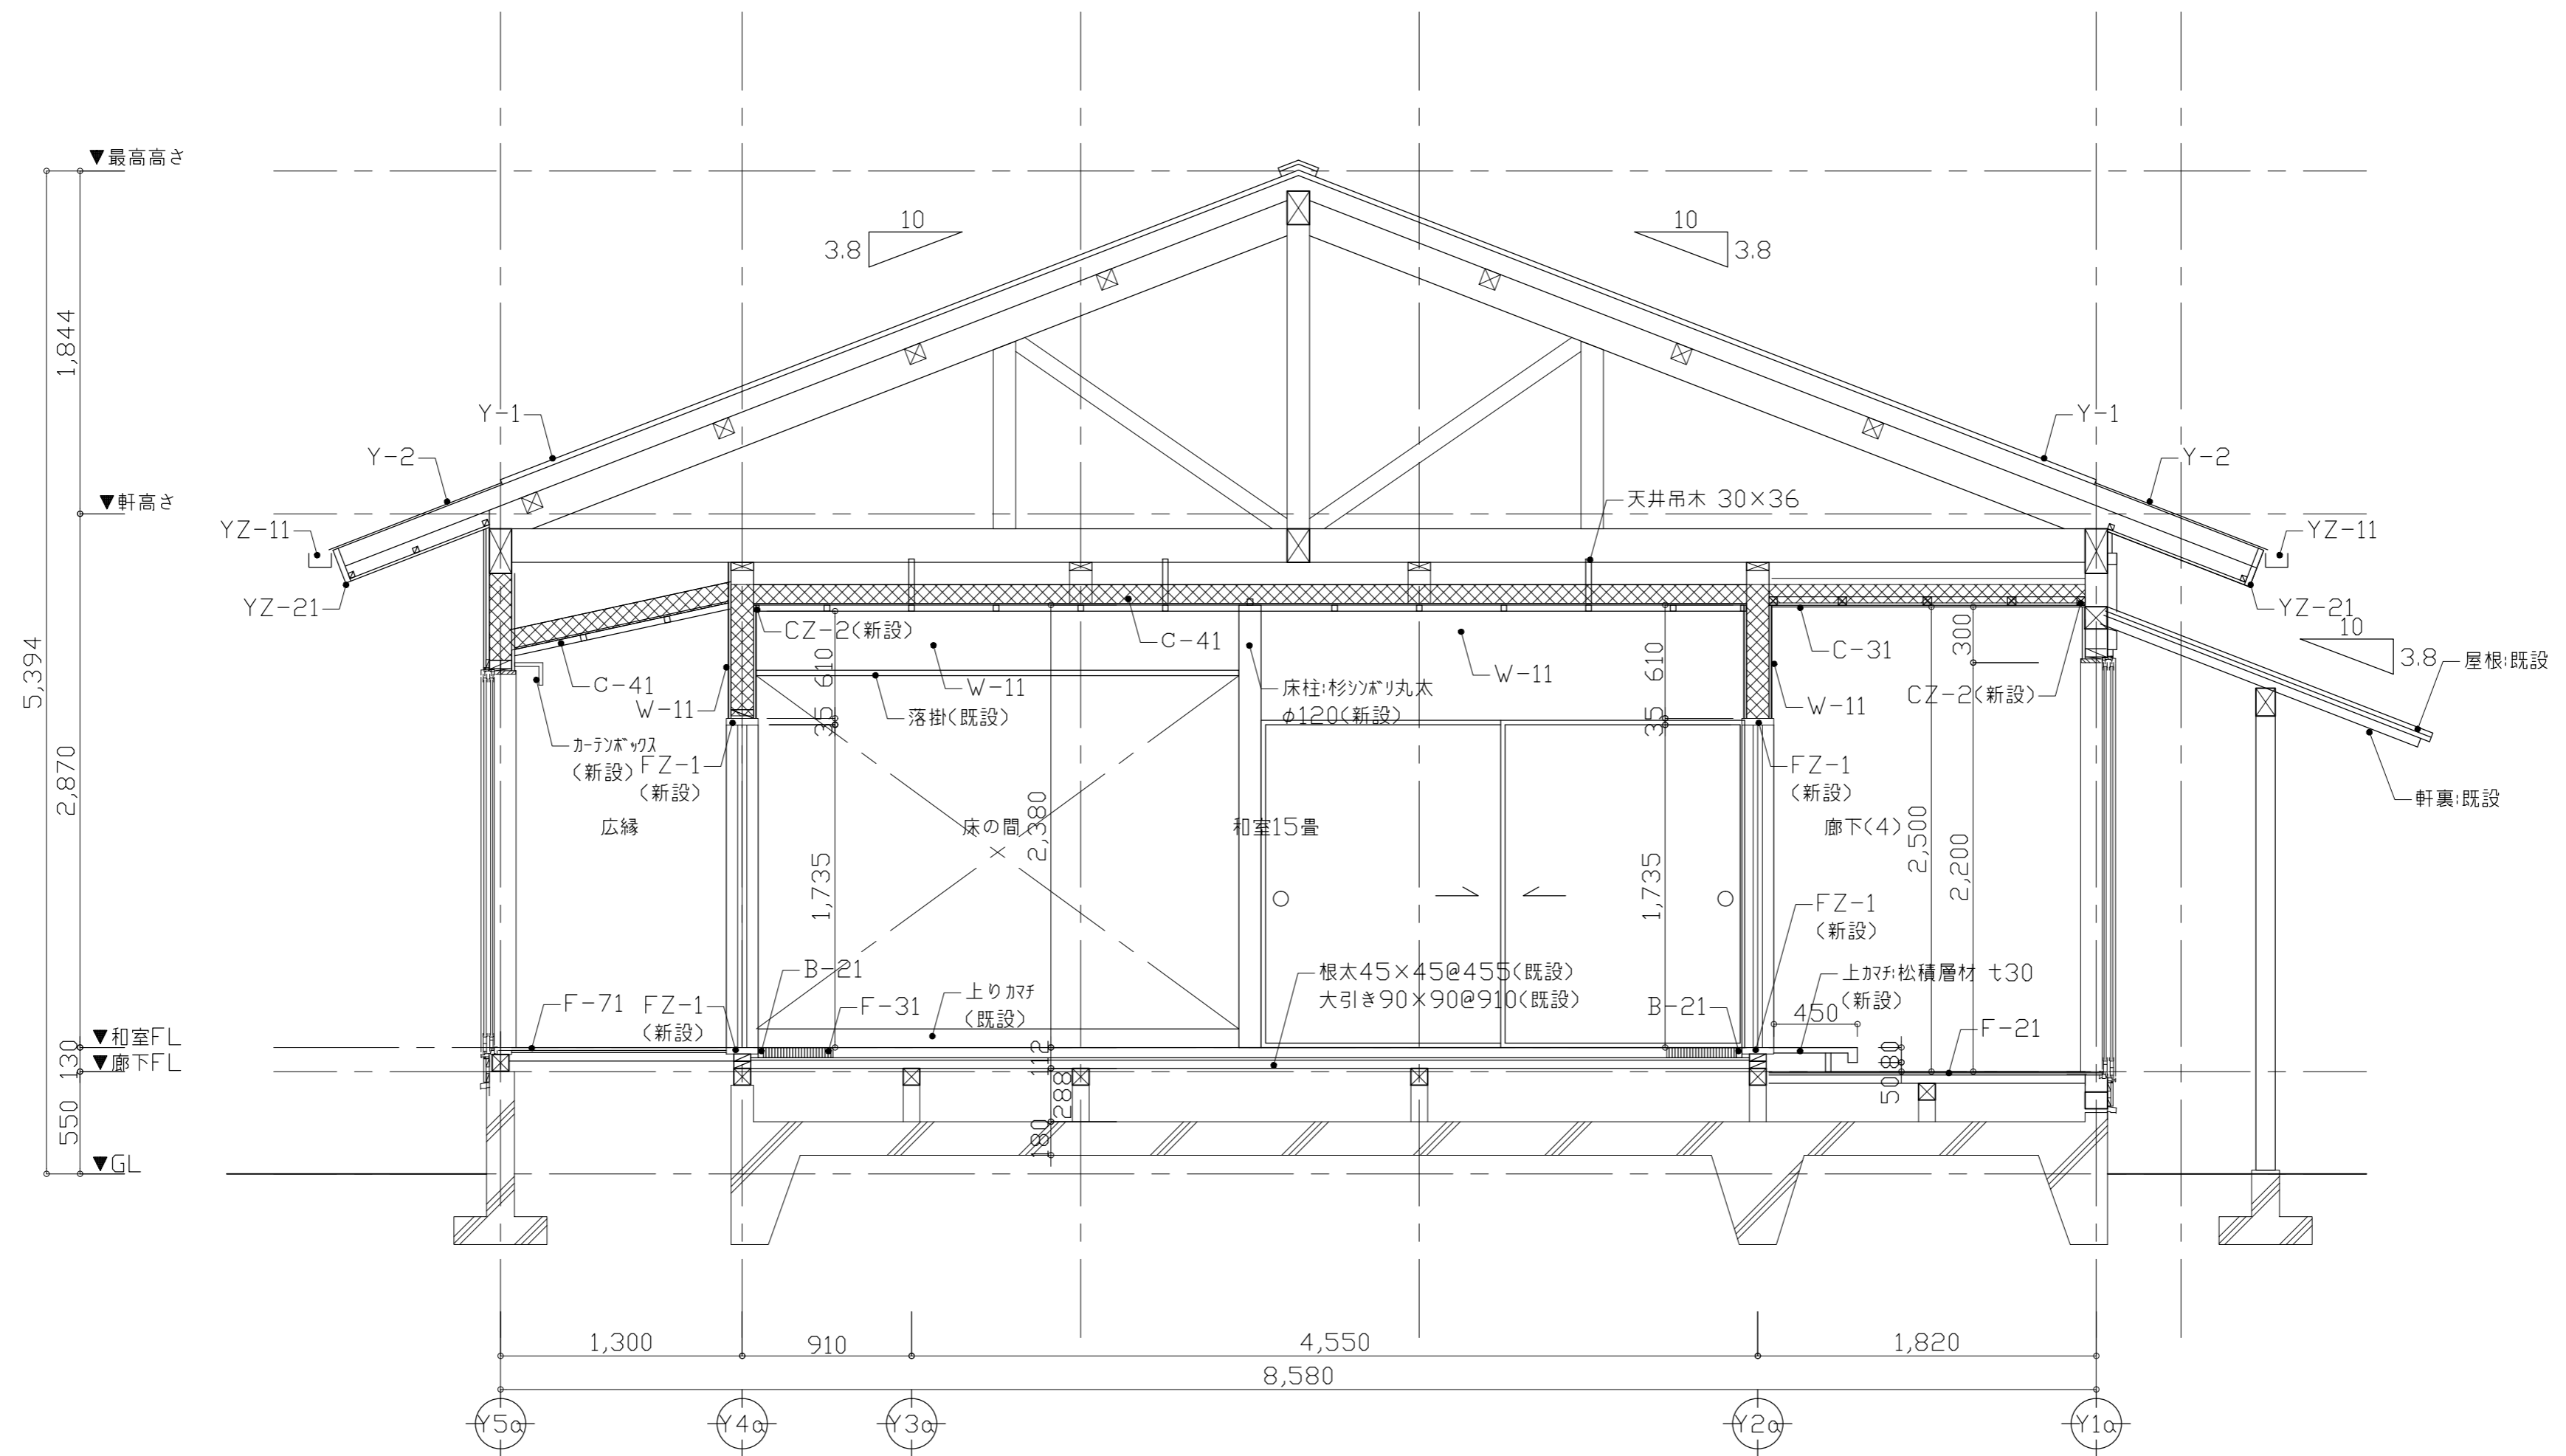 ▼最高高さ
10
3.8
10
3.8
1,844
Y-1
Y-1
Y-2
Y-2
▼軒高さ
天井吊木 30×36
YZ-11
YZ-11
YZ-21
YZ-21
CZ-2(新設)
C-41
C-31
300
10
3.8
屋根:既設
5,394
610
610
C-41
W-11
W-11
W-11
床柱:杉シンボリ丸太
φ120(新設)
CZ-2(新設)
W-11
35
落掛(既設)
35
カーテンボックス
(新設)
FZ-1
(新設)
FZ-1
(新設)
2,870
軒裏:既設
広縁
床の間
2,380
和室15畳
廊下(4)
2,500
2,200
1,735
1,735
FZ-1
(新設)
B-21
根太45×45@455(既設)
大引き90×90@910(既設)
上カマチ:松積層材 t30
(新設)
F-71
FZ-1
(新設)
F-31
上りカマチ
(既設)
B-21
450
F-21
▼和室FL
▼廊下FL
130
112
80
50
288
550
180
▼GL
1,300
910
4,550
1,820
8,580
Y5a
Y4a
Y3a
Y2a
Y1a